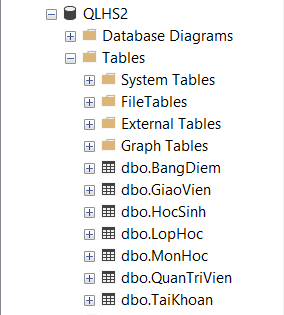 QLHS2
Database Diagrams
Tables
System Tables
FileTables
External Tables
Graph Tables
dbo.BangDiem
dbo.GiaoVien
dbo.HocSinh
dbo.LopHoc
dbo.MonHoc
dbo.QuanTriVien
dbo.TaiKhoan